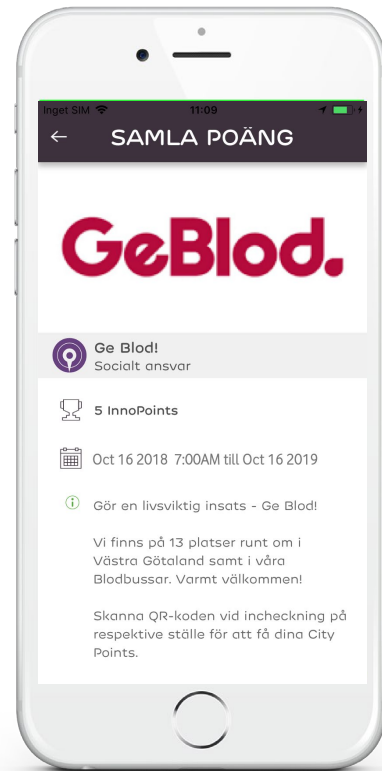 Inget SIM 11:09
SAMLA POÄNG
GeBlod.
Ge Blod!
Socialt ansvar
5 InnoPoints
Oct 16 2018 7:00AM till Oct 16 2019
Gör en livsviktig insats - Ge Blod!
Vi finns på 13 platser runt om i
Västra Götaland samt i våra
Blodbussar. Varmt välkommen!
Skanna QR-koden vid incheckning på
respektive ställe för att få dina City
Points.